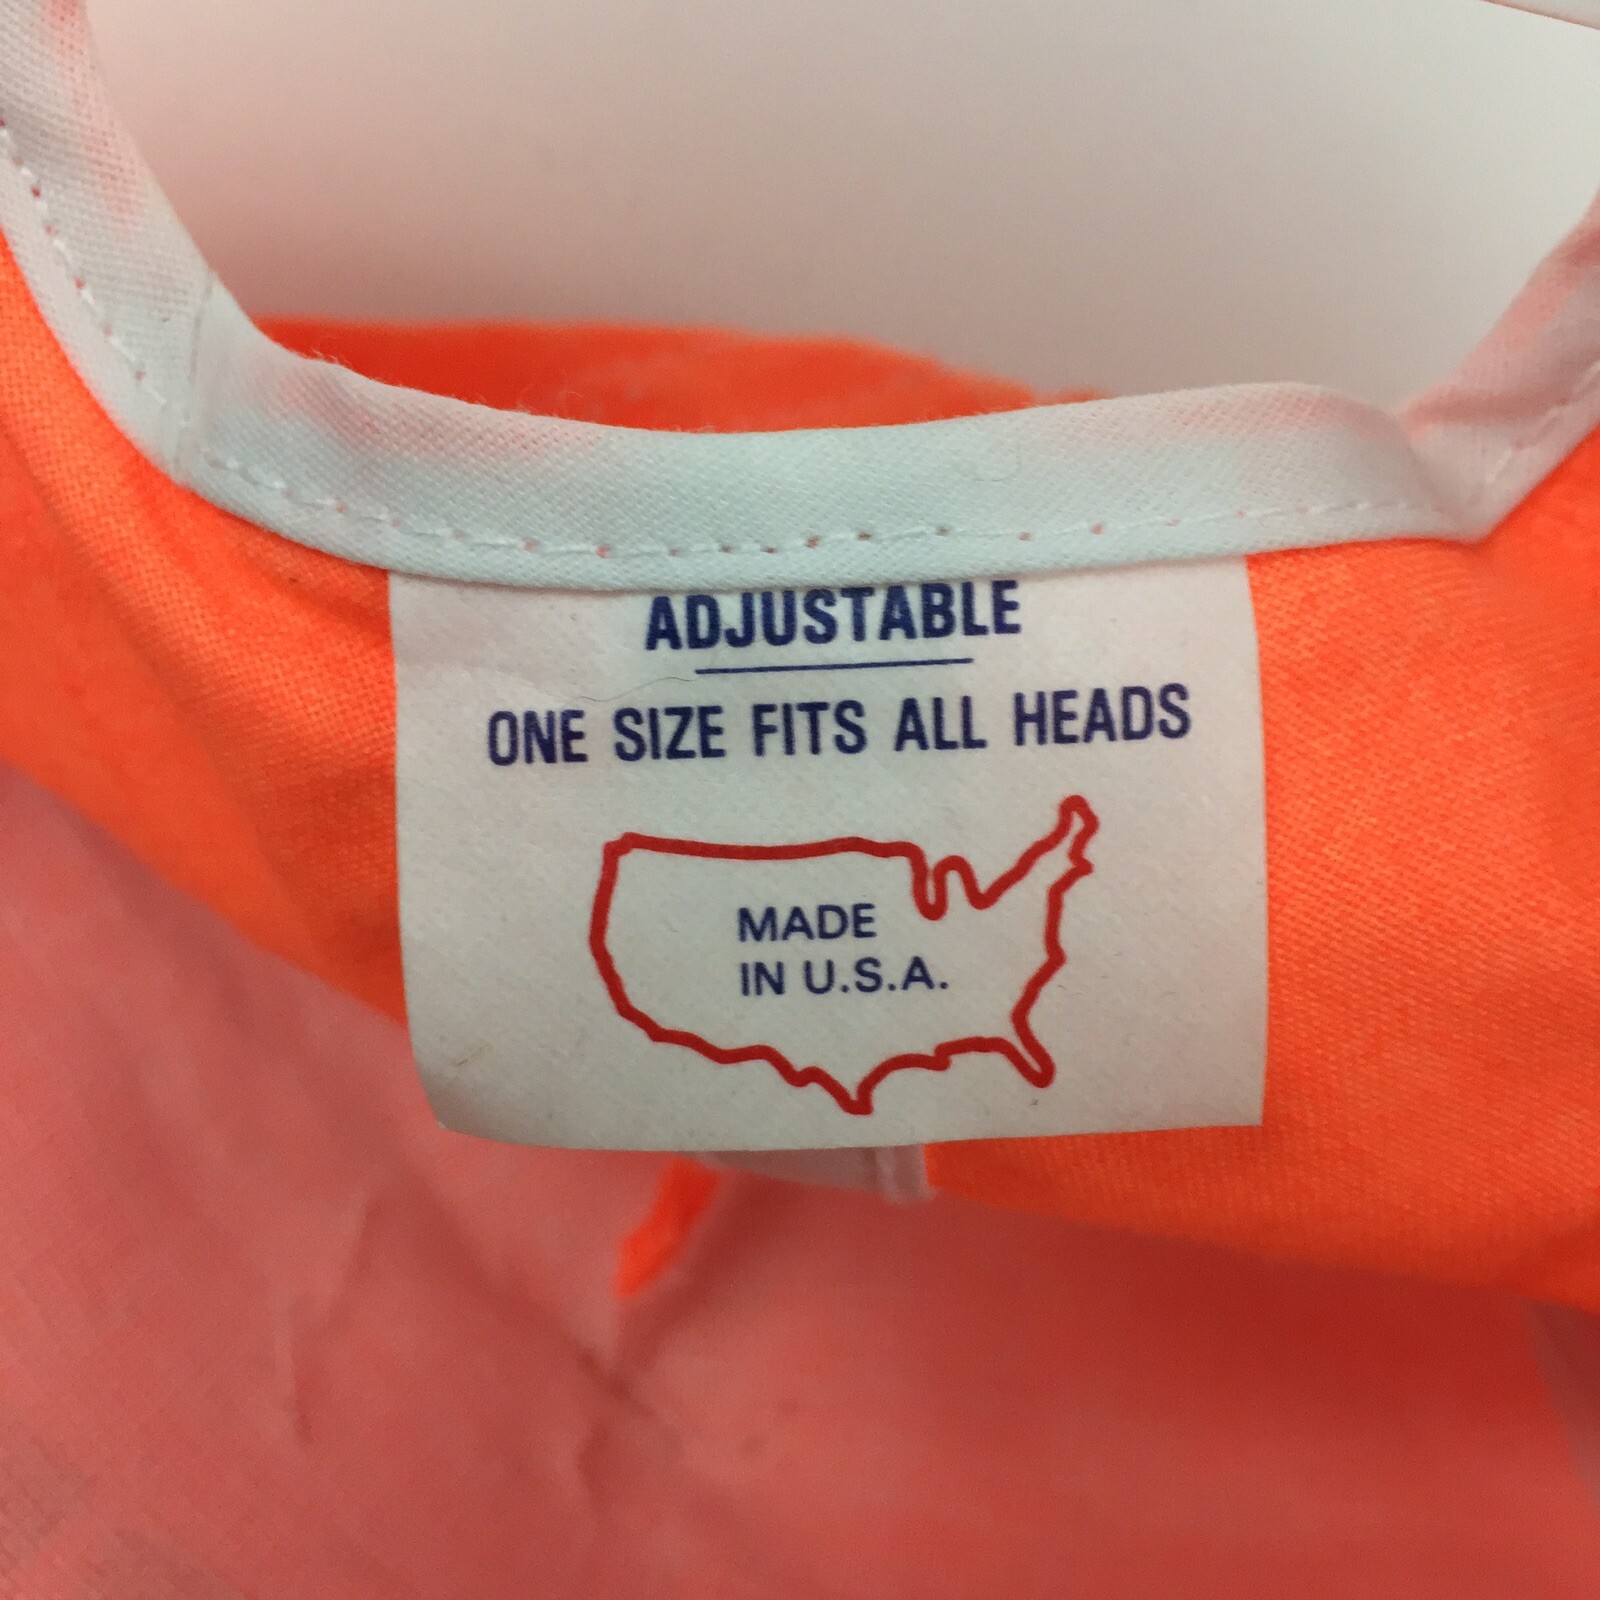 ADJUSTABLE
ONE SIZE FITS ALL HEADS
MADE
IN U.S.A.